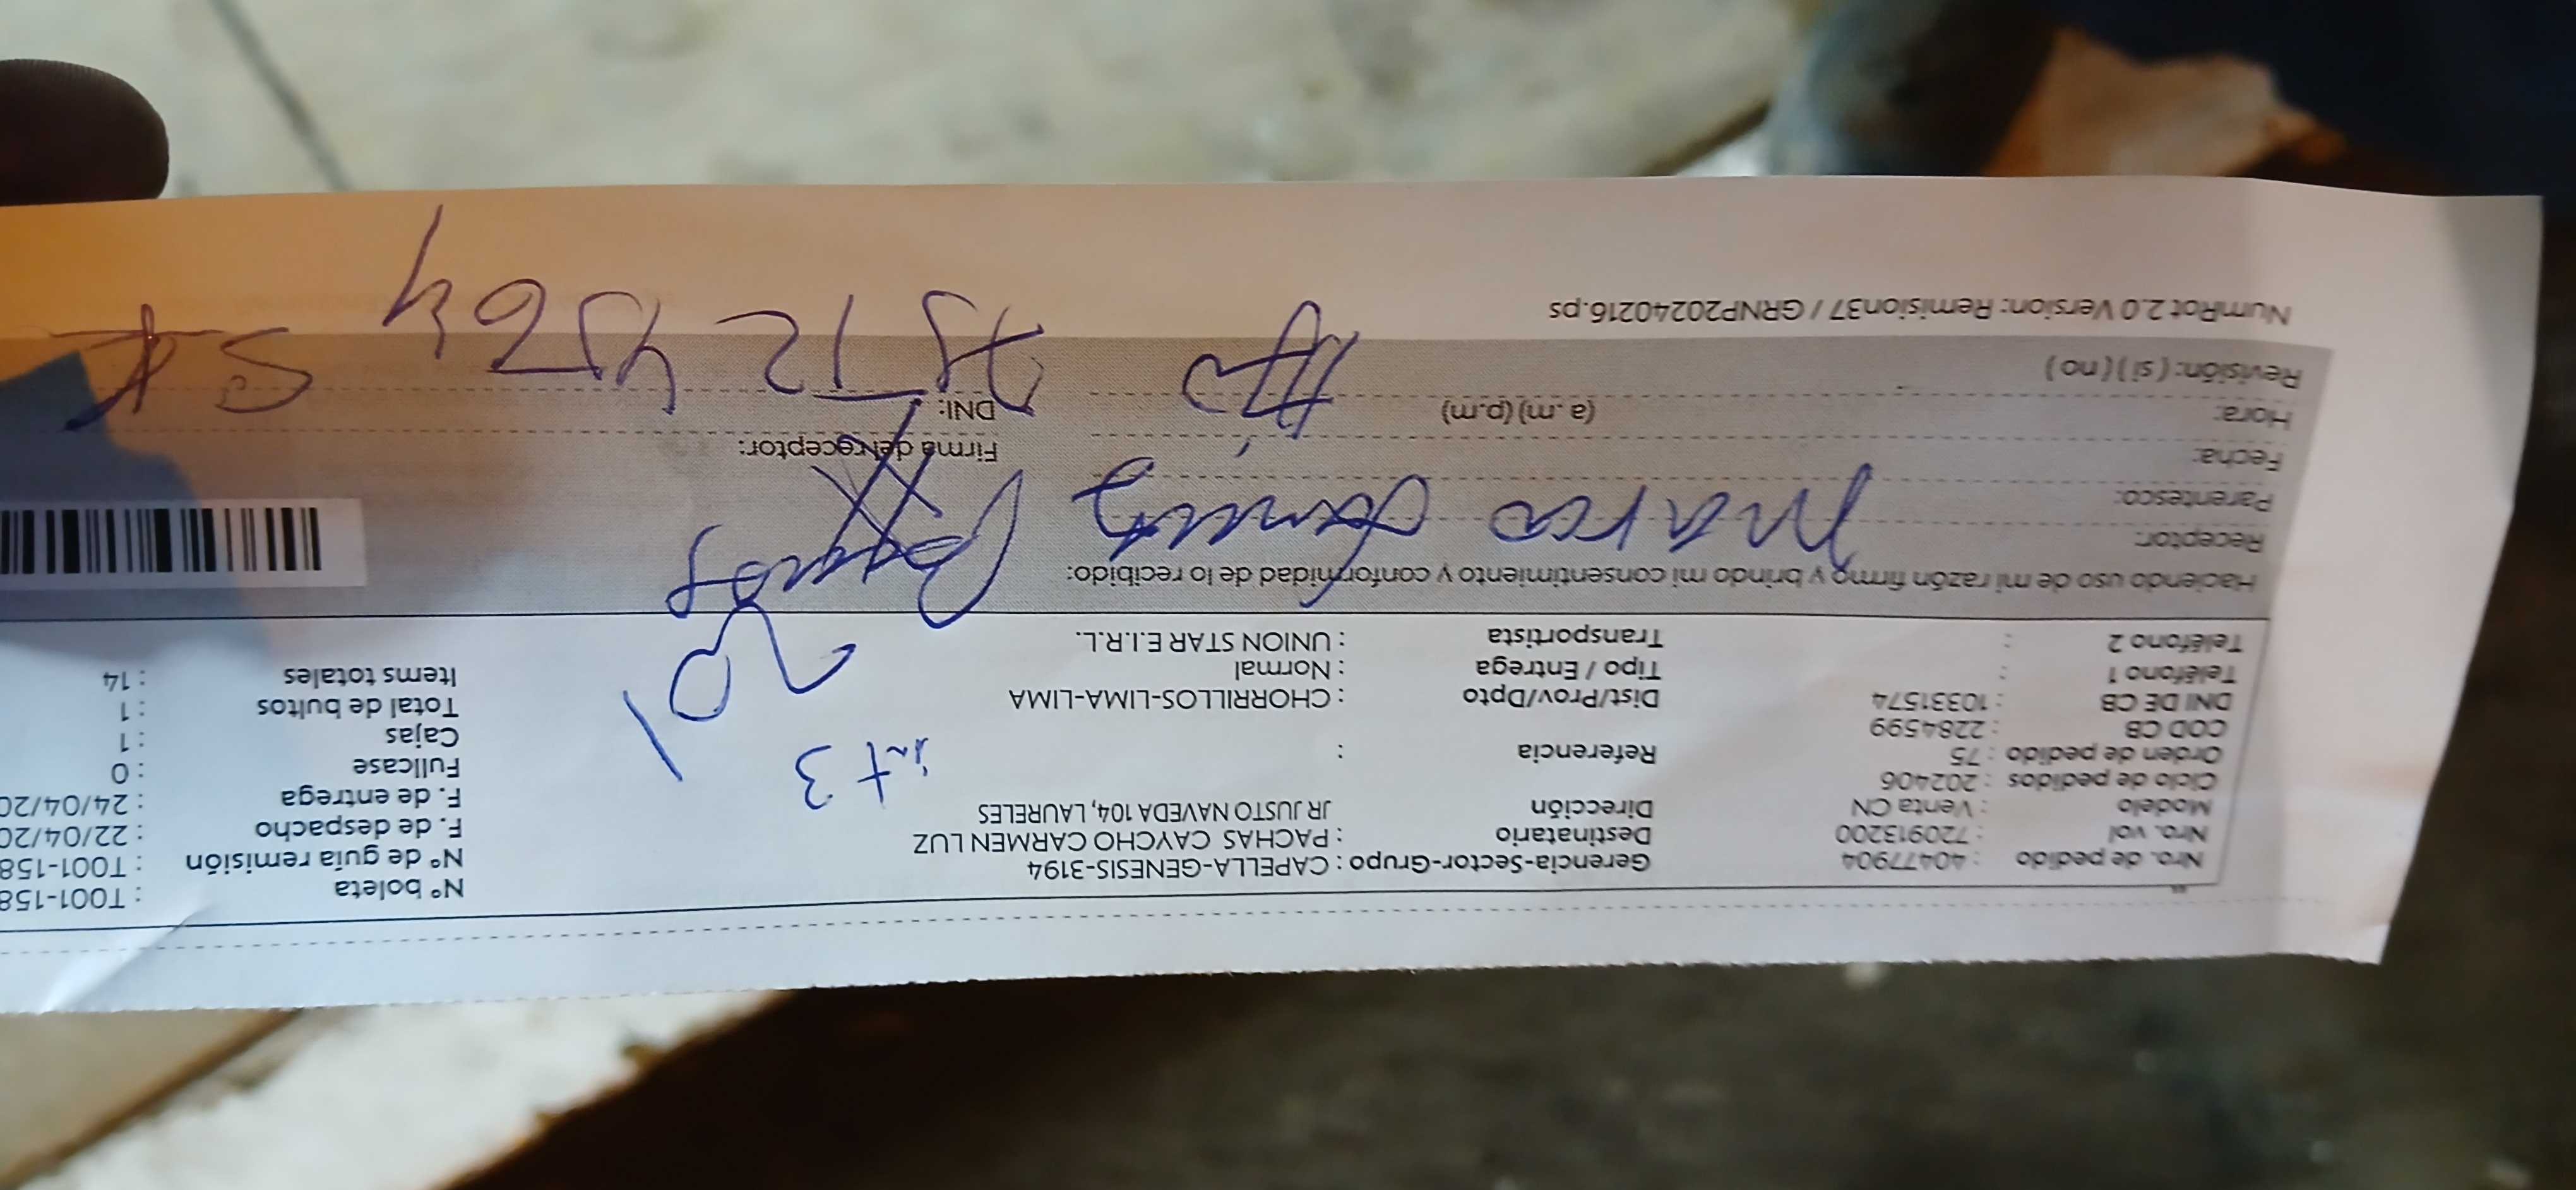 Nro. de pedido : 40477904 Gerencia-Sector-Grupo : CAPELLA-GENESIS-3194 N° boleta : T001-158
Nro. vol : 720913200 Destinatario : PACHAS CAYCHO CARMEN LUZ N° de guía remisión : T001-158
Modelo : Venta CN Dirección JR JUSTO NAVEDA 104, LAURELES F. de despacho : 22/04/20
Ciclo de pedidos : 202406 int 3 F. de entrega : 24/04/20
Orden de pedido : 75 Referencia : Fullcase : 0
COD CB : 2284599 Cajas : 1
DNI DE CB : 10331574 Dist/Prov/Dpto : CHORRILLOS-LIMA-LIMA Total de bultos : 1
Teléfono 1 : Tipo / Entrega : Normal Items totales : 14
Teléfono 2 : Transportista : UNION STAR E.I.R.L.
Haciendo uso de mi razón firmo y brindo mi consentimiento y conformidad de lo recibido:
Receptor:
Marco
Parentesco:
Fecha: Firma del receptor:
Hora: (a. m) (p.m) DNI:
75124564
Revisión: ( si ) ( no )
NumRot 2.0 Version: Remision37 / GRNP20240216.ps